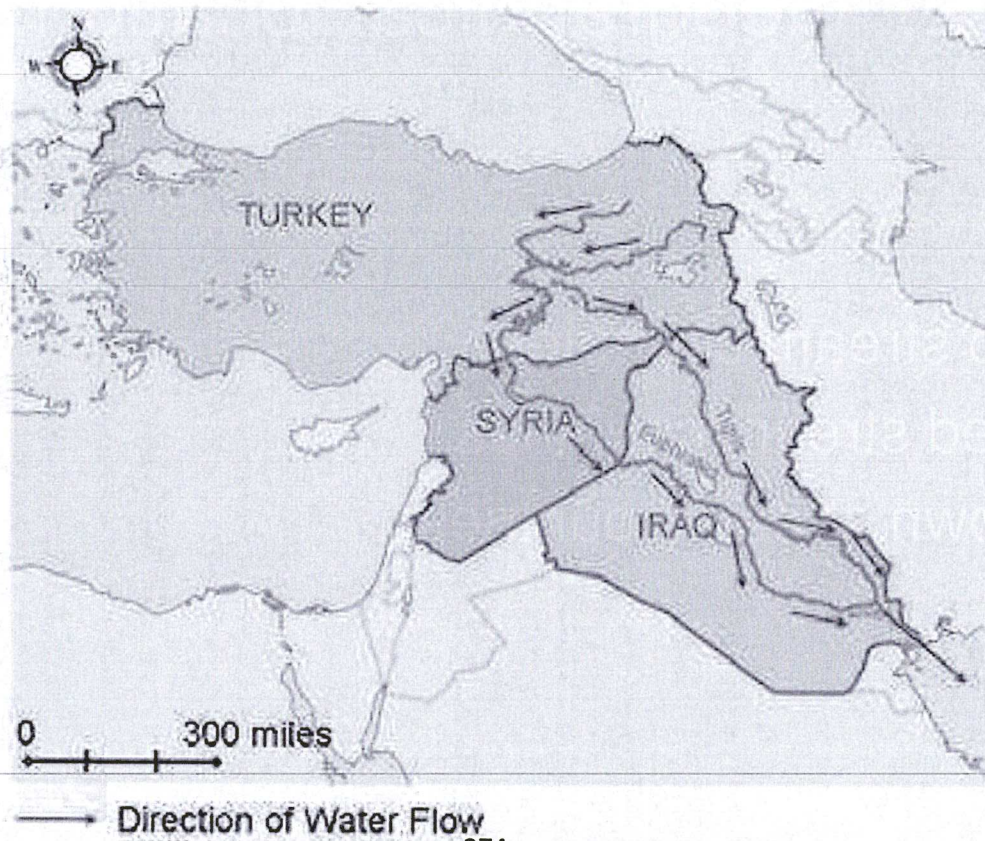 N
W E
S
TURKEY
SYRIA
Euphrates
Tigris
IRAQ
0 300 miles
Direction of Water Flow